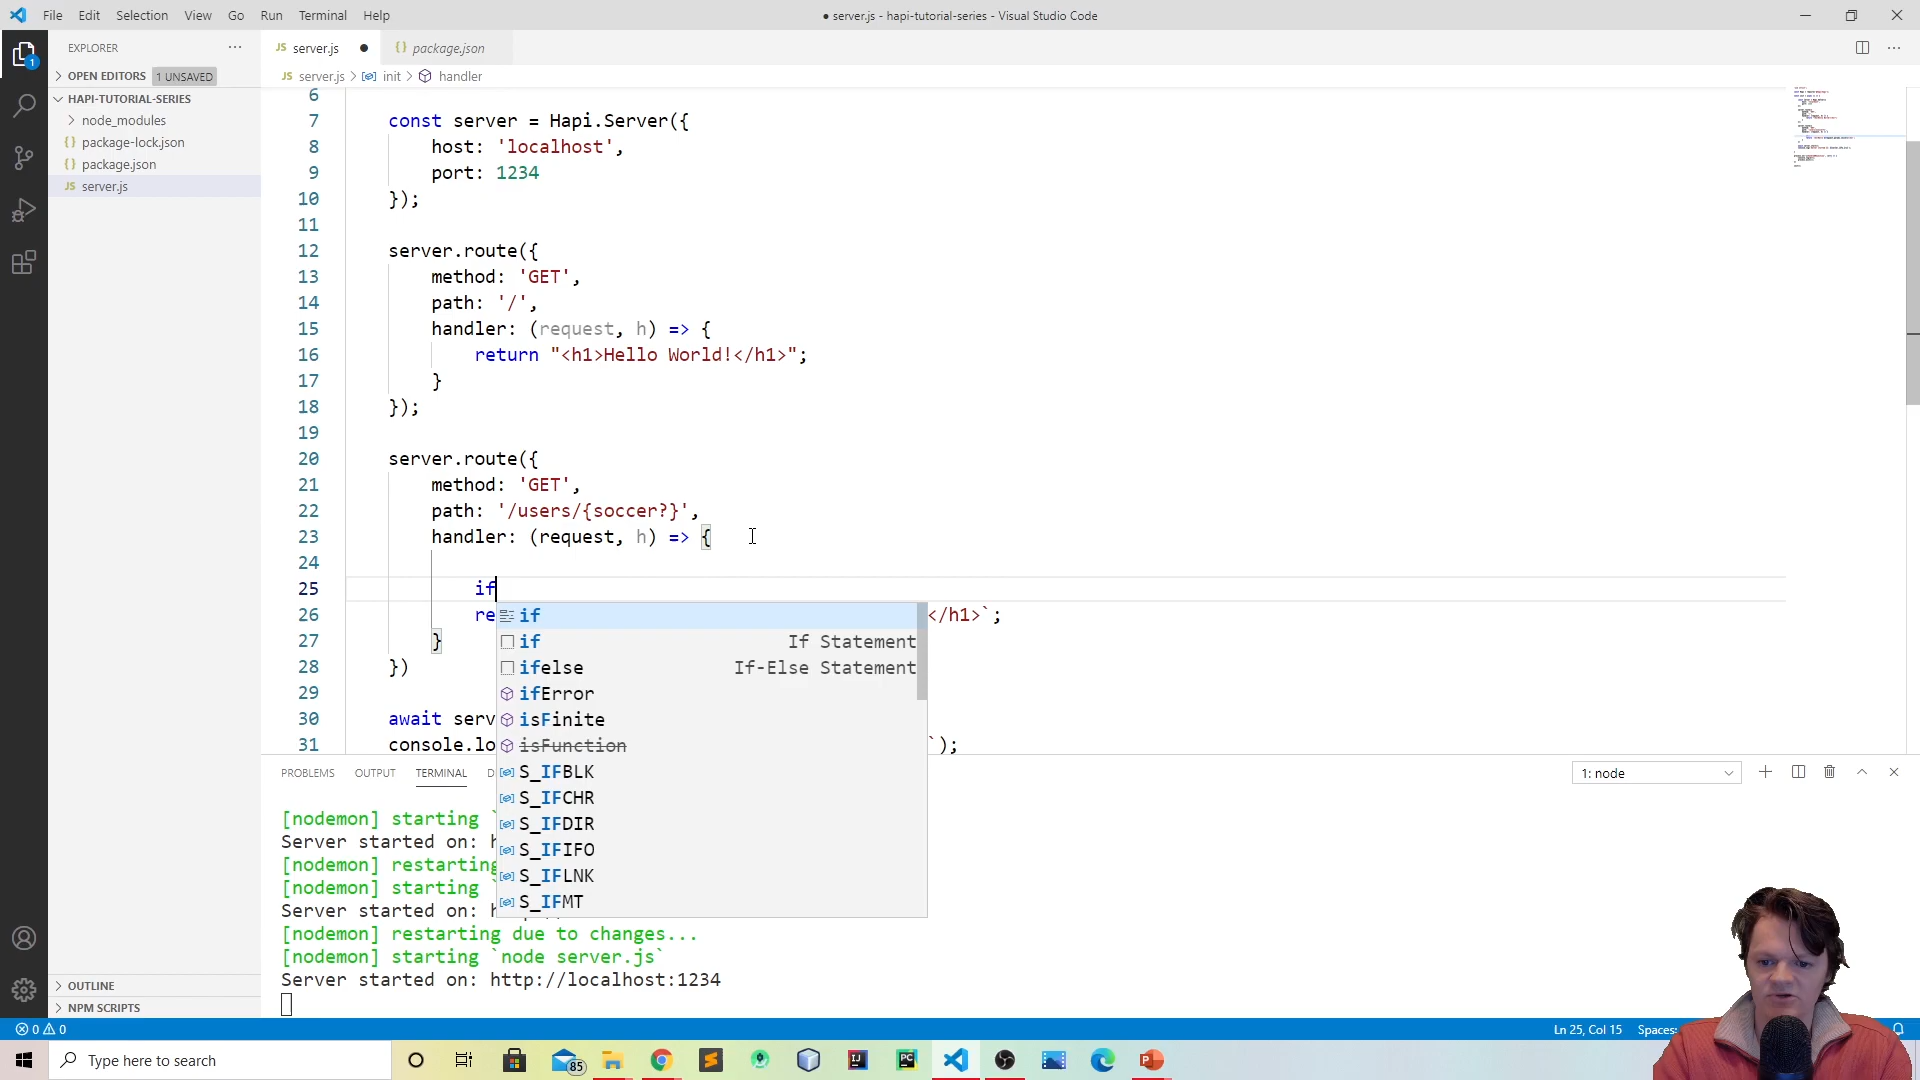 File Edit Selection View Go Run Terminal Help
● server.js - hapi-tutorial-series - Visual Studio Code
EXPLORER
JS server.js ●
{} package.json
OPEN EDITORS 1 UNSAVED
JS server.js > init > handler
HAPI-TUTORIAL-SERIES
node_modules
{} package-lock.json
{} package.json
JS server.js
1
6
7 const server = Hapi.Server({
8 host: 'localhost',
9 port: 1234
10 });
11
12 server.route({
13 method: 'GET',
14 path: '/',
15 handler: (request, h) => {
16 return "<h1>Hello World!</h1>";
17 }
18 });
19
20 server.route({
21 method: 'GET',
22 path: '/users/{soccer?}',
23 handler: (request, h) => {
24
25 if
26 re </h1>`;
27 }
28 })
29
30 await serv
31 console.lo `);
if
if If Statement
ifelse If-Else Statement
ifError
isFinite
isFunction
S_IFBLK
S_IFCHR
S_IFDIR
S_IFIFO
S_IFLNK
S_IFMT
PROBLEMS OUTPUT TERMINAL D
1: node
[nodemon] starting `
Server started on: h
[nodemon] restarting
[nodemon] starting `
Server started on: h
[nodemon] restarting due to changes...
[nodemon] starting `node server.js`
Server started on: http://localhost:1234
OUTLINE
NPM SCRIPTS
0 0
Ln 25, Col 15 Spaces:
Type here to search
85
IJ
PC